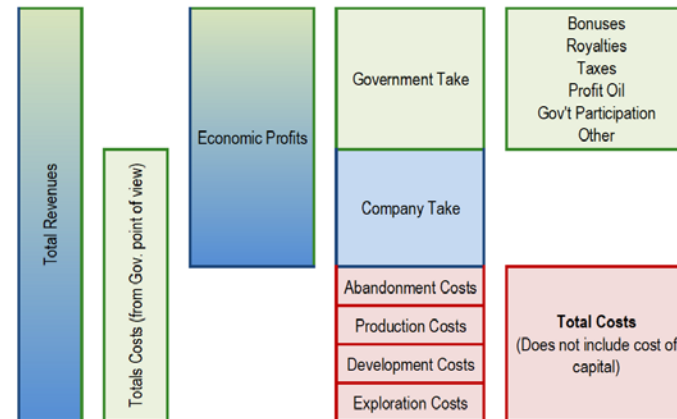 Total Revenues
Totals Costs (from Gov. point of view)
Economic Profits
Government Take
Company Take
Abandonment Costs
Production Costs
Development Costs
Exploration Costs
Bonuses
Royalties
Taxes
Profit Oil
Gov't Participation
Other
Total Costs
(Does not include cost of
capital)